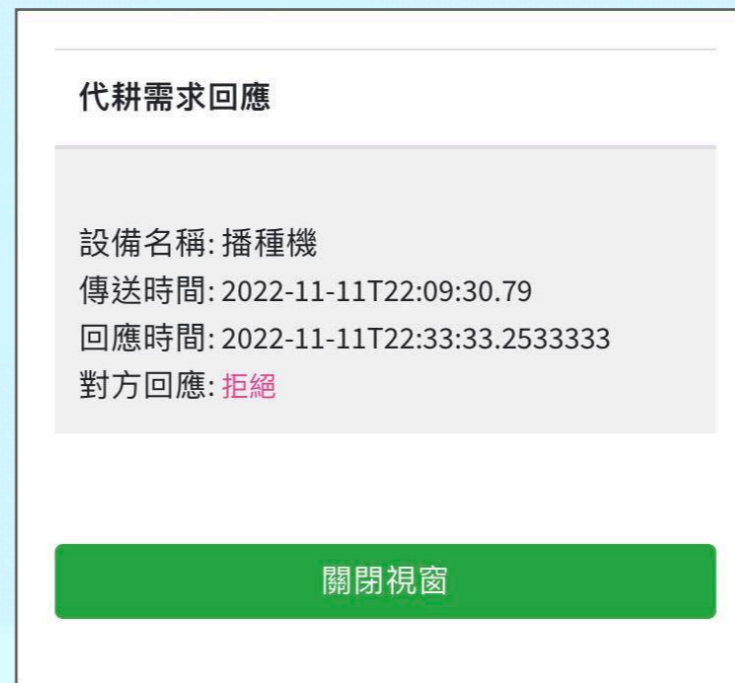 代耕需求回應
設備名稱: 播種機
傳送時間: 2022-11-11T22:09:30.79
回應時間: 2022-11-11T22:33:33.2533333
對方回應: 拒絕
關閉視窗